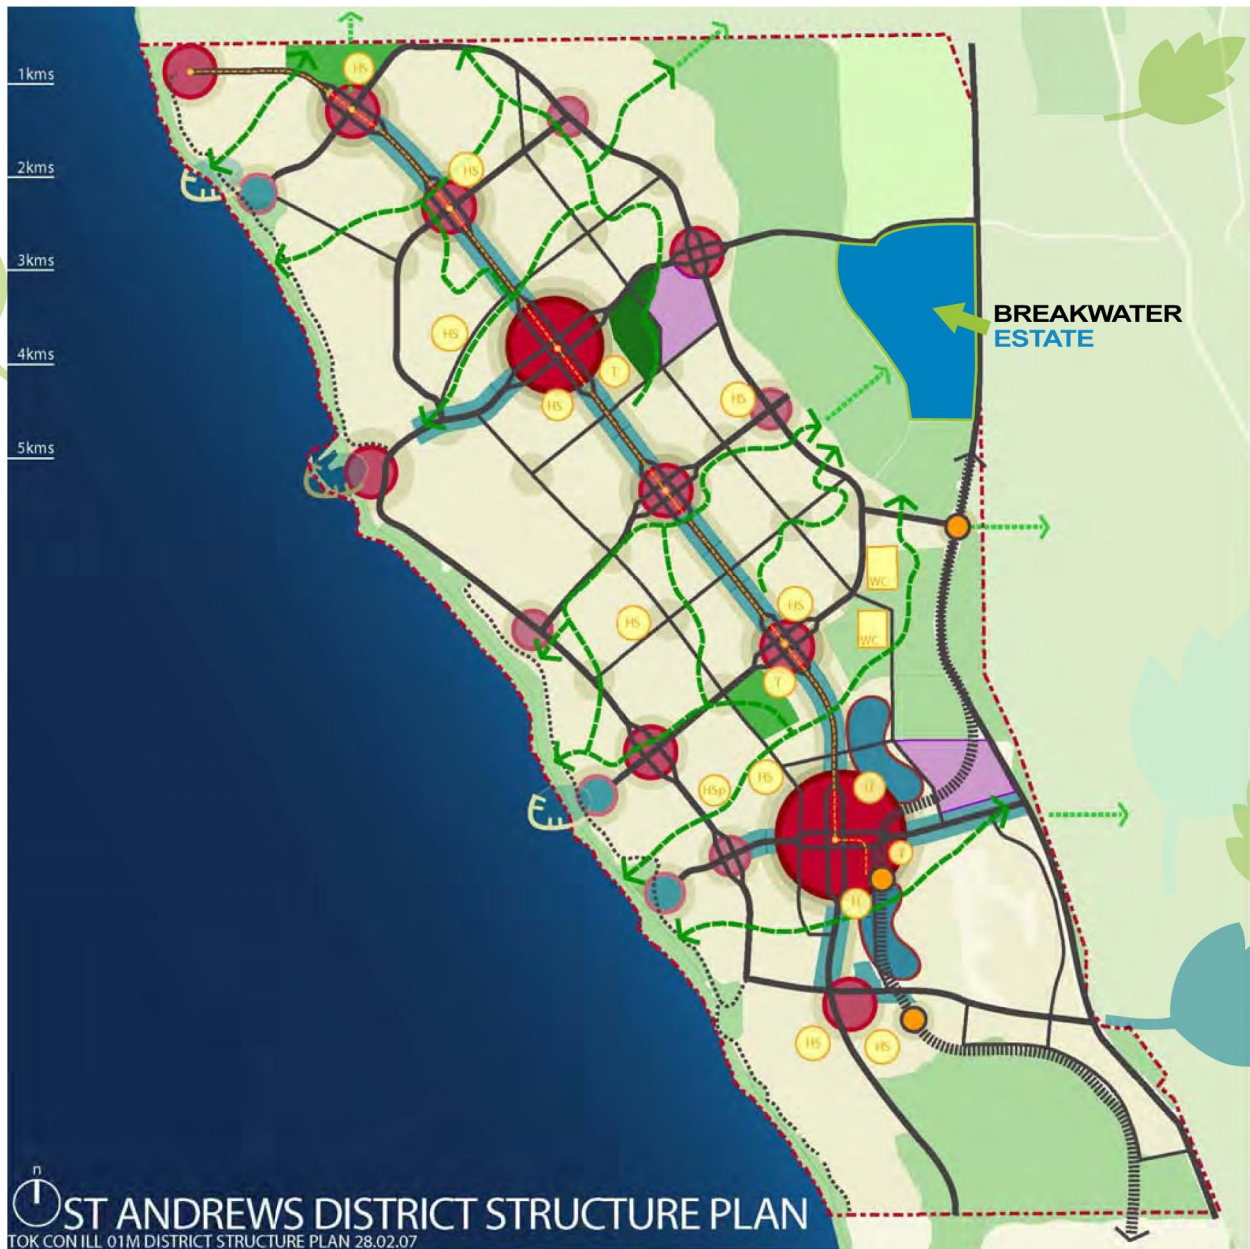 1kms
2kms
3kms
4kms
5kms
HS
HS
BREAKWATER
ESTATE
HS
T
HS
HS
WC
HS
WC
HS
T
HS
HSp
T
HS
HS
n
ST ANDREWS DISTRICT STRUCTURE PLAN
TOK CON ILL 01M DISTRICT STRUCTURE PLAN 28.02.07